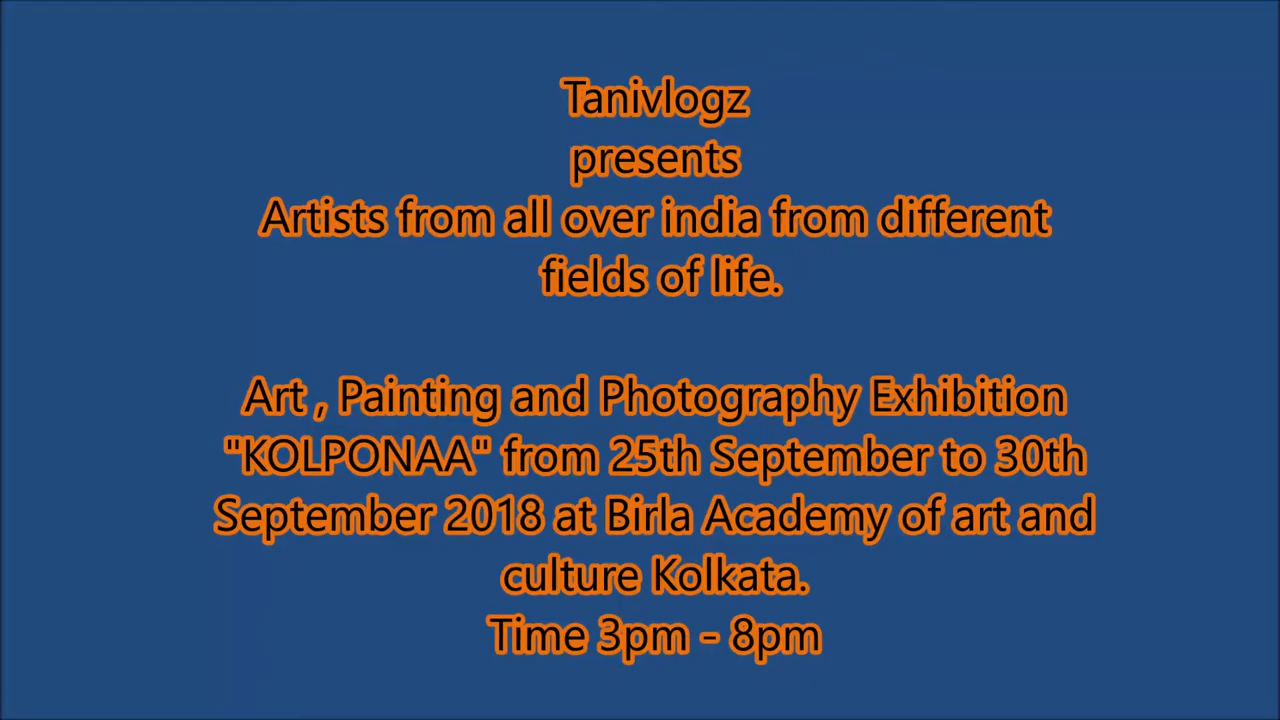 Tanivlogz
presents
Artists from all over india from different
fields of life.
Art , Painting and Photography Exhibition
"KOLPONAA" from 25th September to 30th
September 2018 at Birla Academy of art and
culture Kolkata.
Time 3pm - 8pm